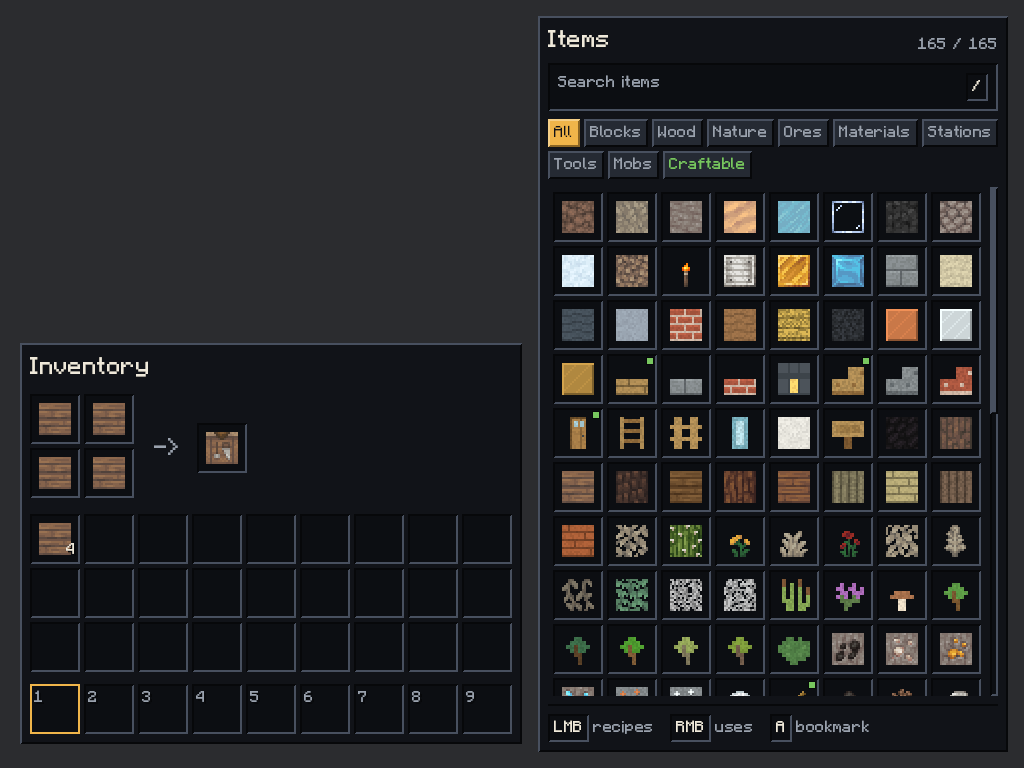 Items
165 / 165
Search items
/
All Blocks Wood Nature Ores Materials Stations
Tools Mobs Craftable
Inventory
->
4
1 2 3 4 5 6 7 8 9
LMB recipes RMB uses A bookmark